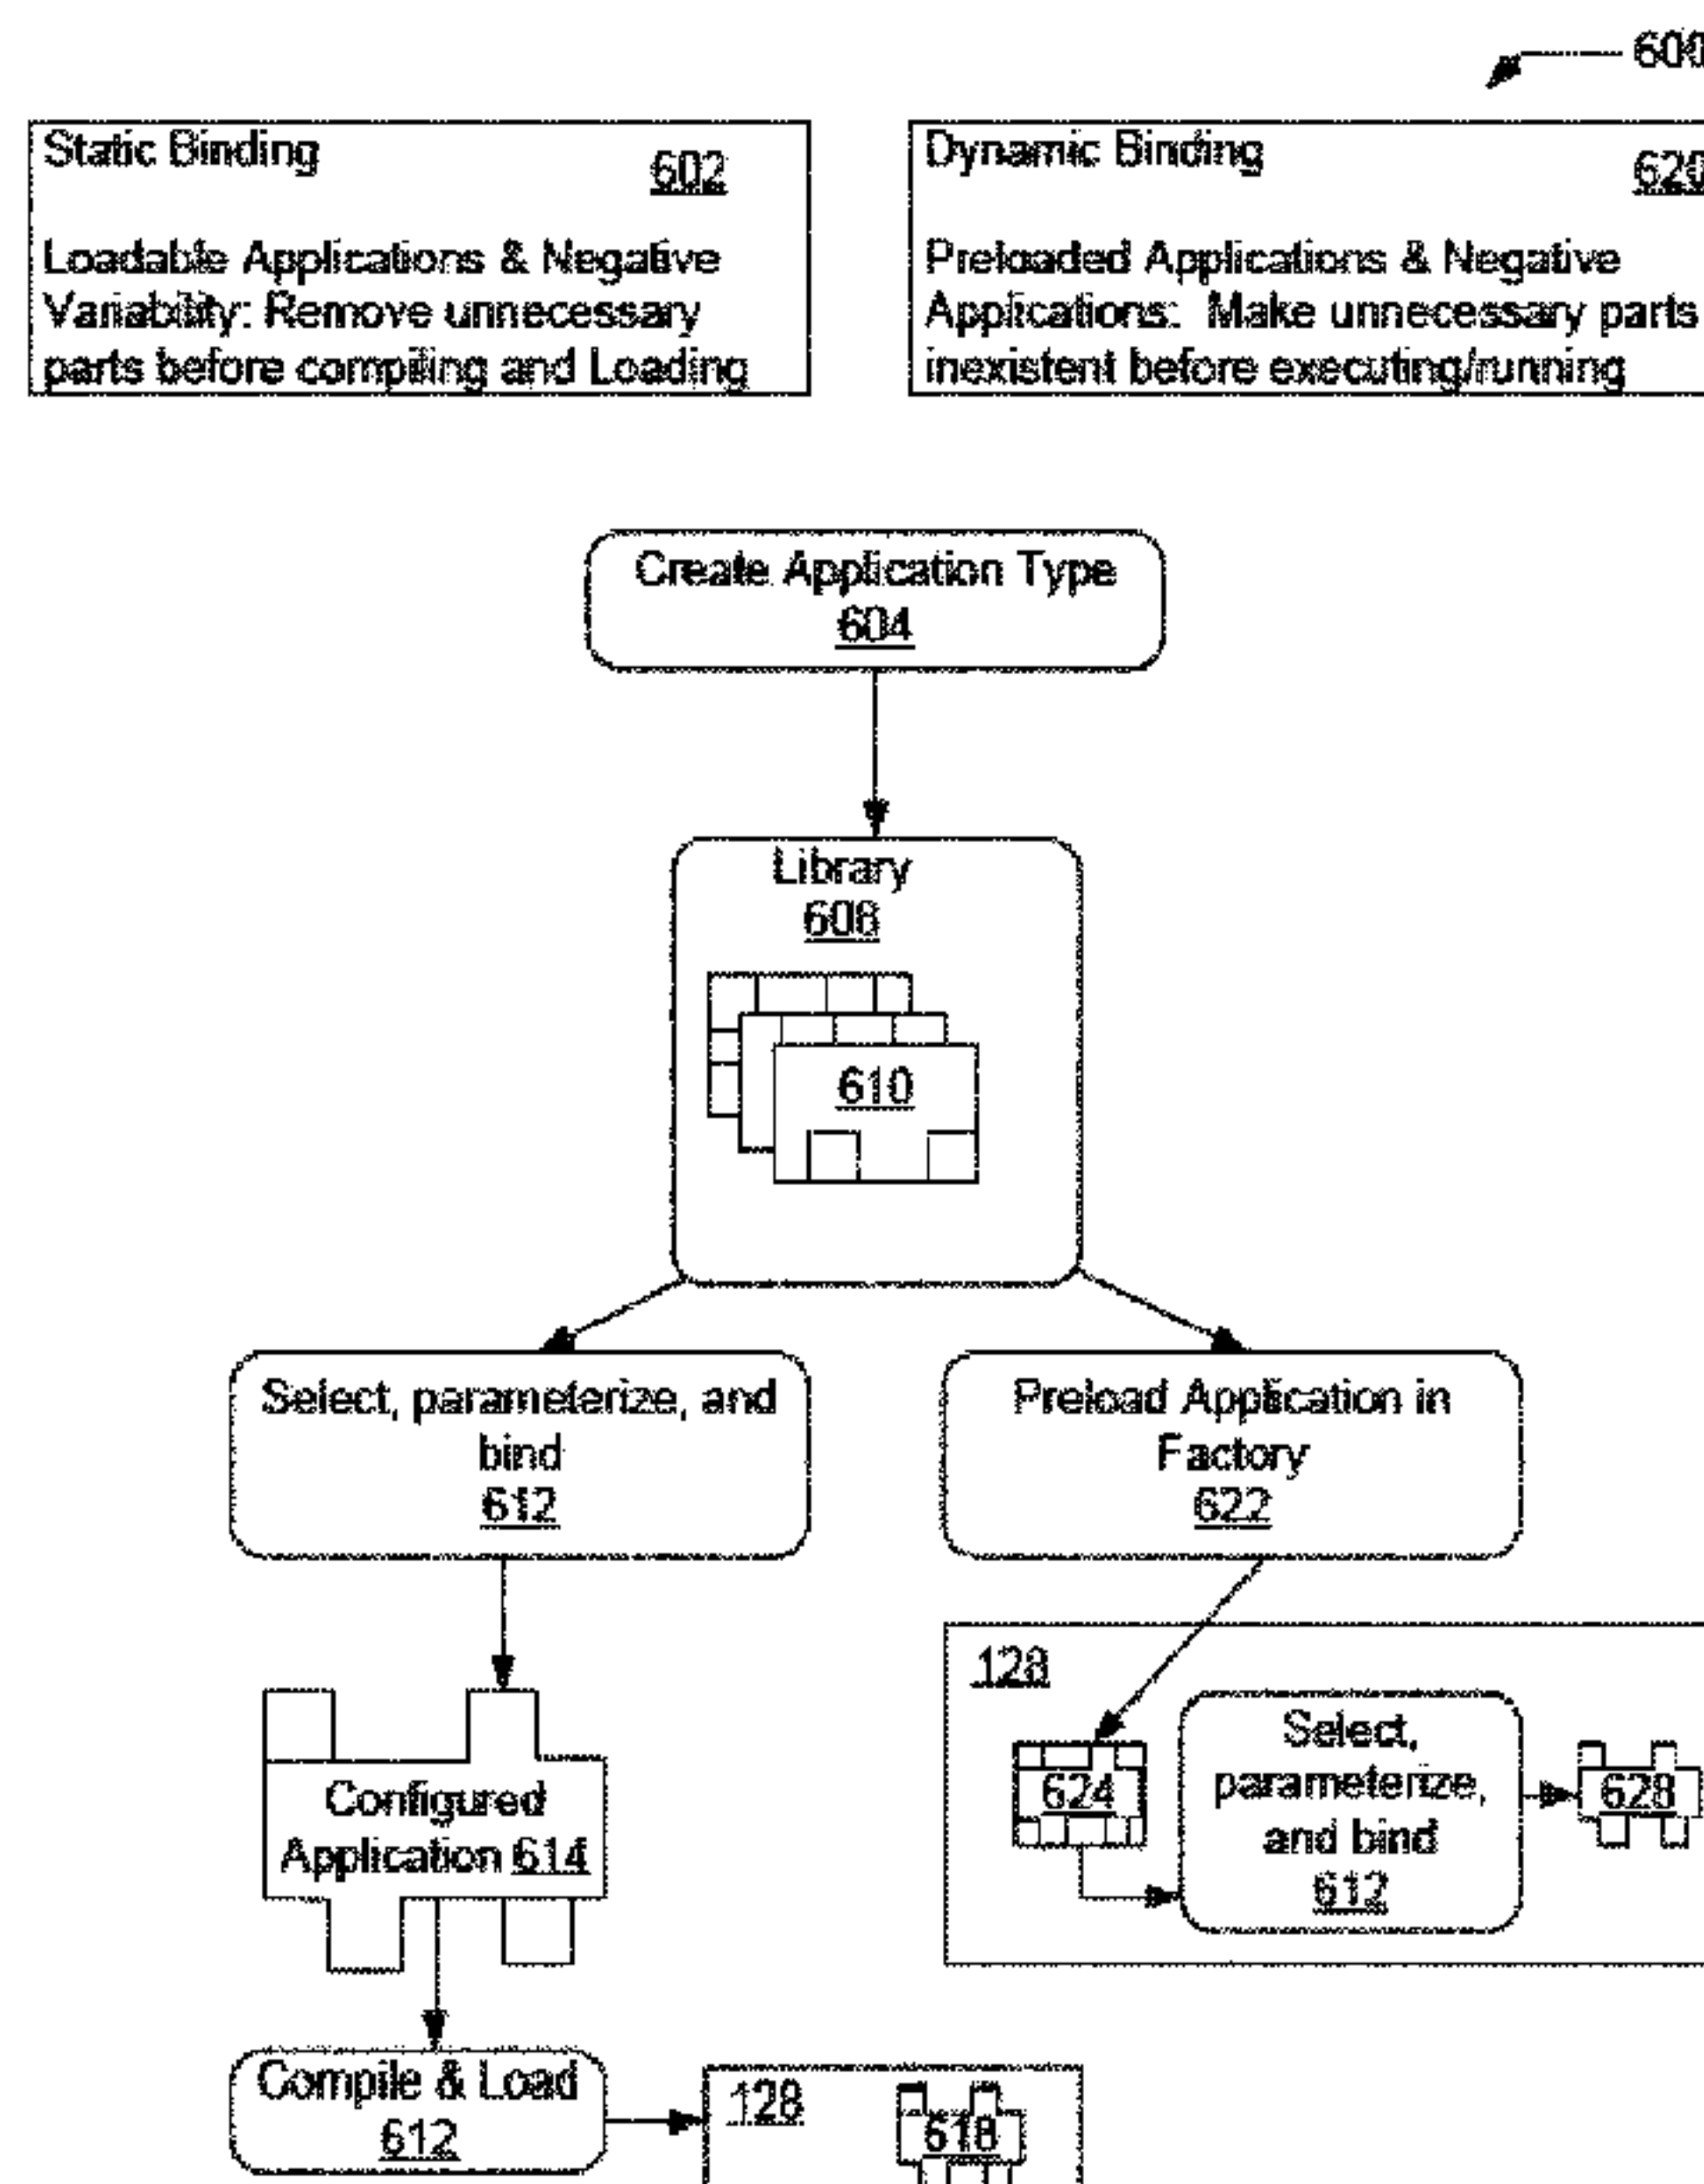 600
Static Binding
602
Loadable Applications & Negative
Variability: Remove unnecessary
parts before compiling and Loading
Dynamic Binding
620
Preloaded Applications & Negative
Applications: Make unnecessary parts
inexistent before executing/running
Create Application Type
604
Library
608
610
Select, parameterize, and
bind
612
Preload Application in
Factory
622
Configured
Application 614
128
624
Select,
parameterize,
and bind
612
628
Compile & Load
612
128
618